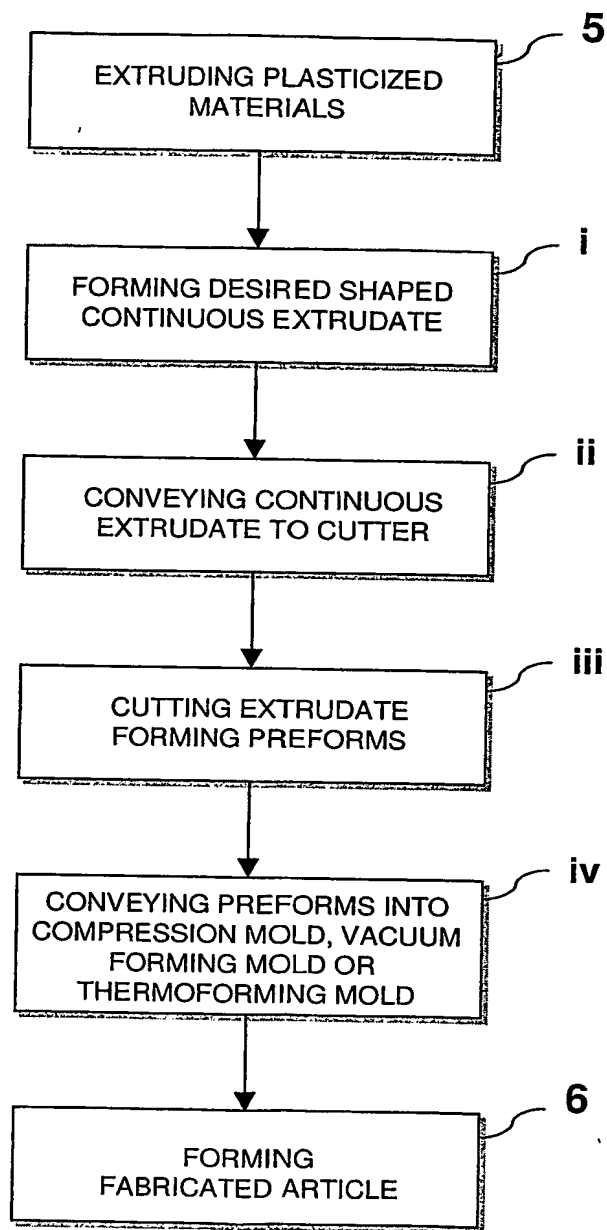 5
EXTRUDING PLASTICIZED
MATERIALS
i
FORMING DESIRED SHAPED
CONTINUOUS EXTRUDATE
ii
CONVEYING CONTINUOUS
EXTRUDATE TO CUTTER
iii
CUTTING EXTRUDATE
FORMING PREFORMS
iv
CONVEYING PREFORMS INTO
COMPRESSION MOLD, VACUUM
FORMING MOLD OR
THERMOFORMING MOLD
6
FORMING
FABRICATED ARTICLE